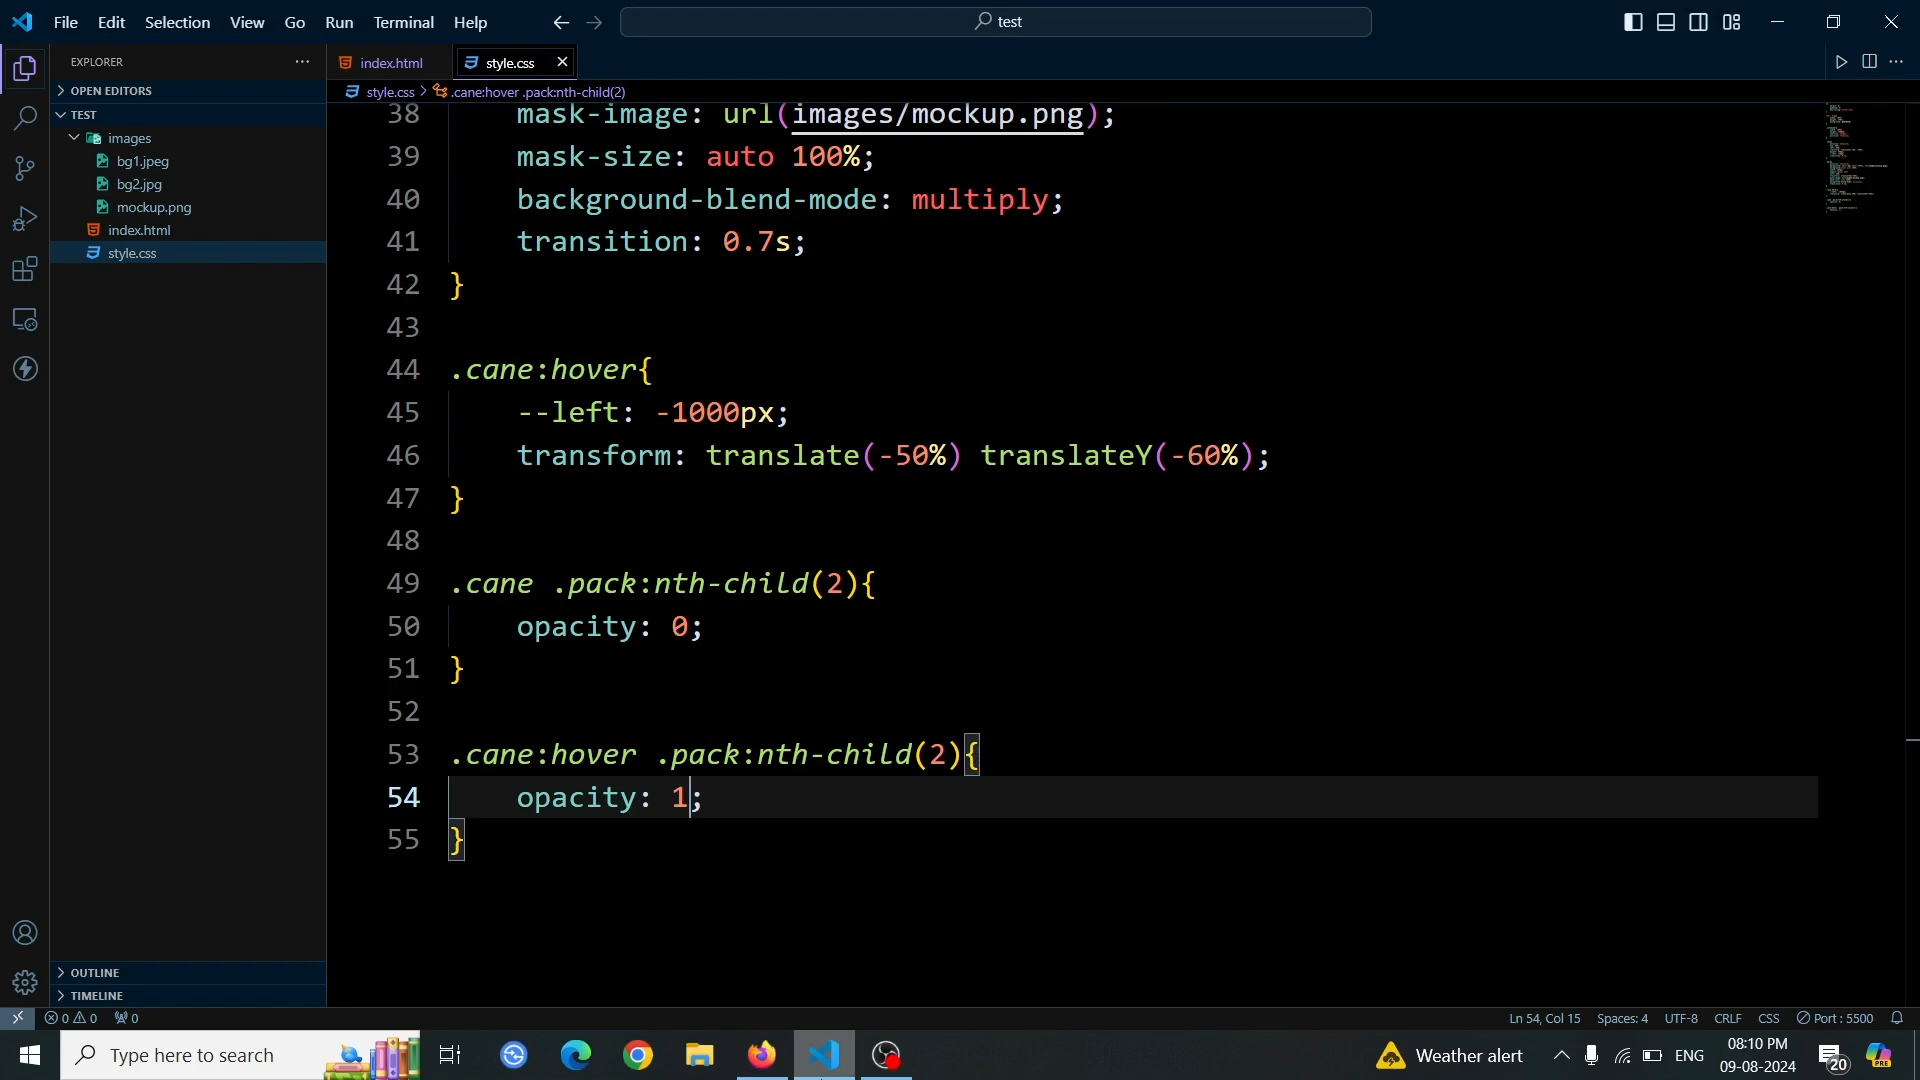 File Edit Selection View Go Run Terminal Help
test
EXPLORER
OPEN EDITORS
TEST
images
bg1.jpeg
bg2.jpg
mockup.png
index.html
style.css
OUTLINE
TIMELINE
index.html
style.css
style.css > .cane:hover .pack:nth-child(2)
38 mask-image: url(images/mockup.png);
39 mask-size: auto 100%;
40 background-blend-mode: multiply;
41 transition: 0.7s;
42 }
43
44 .cane:hover{
45 --left: -1000px;
46 transform: translate(-50%) translateY(-60%);
47 }
48
49 .cane .pack:nth-child(2){
50 opacity: 0;
51 }
52
53 .cane:hover .pack:nth-child(2){
54 opacity: 1;
55 }
0 0 0
Ln 54, Col 15 Spaces: 4 UTF-8 CRLF CSS Port : 5500
Type here to search
Weather alert
ENG
08:10 PM
09-08-2024
20
PRE